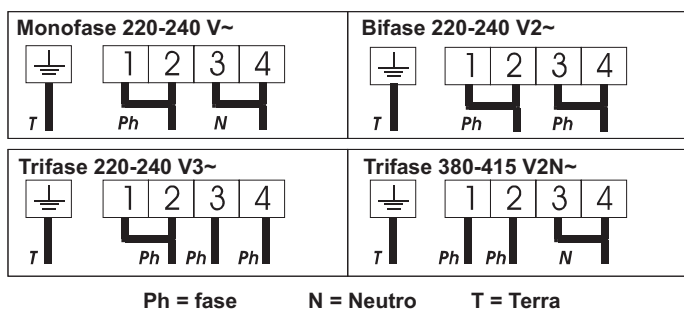 Monofase 220-240 V~
1 2 3 4
T Ph N
Bifase 220-240 V2~
1 2 3 4
T Ph Ph
Trifase 220-240 V3~
1 2 3 4
T Ph Ph Ph
Trifase 380-415 V2N~
1 2 3 4
T Ph Ph N
Ph = fase N = Neutro T = Terra